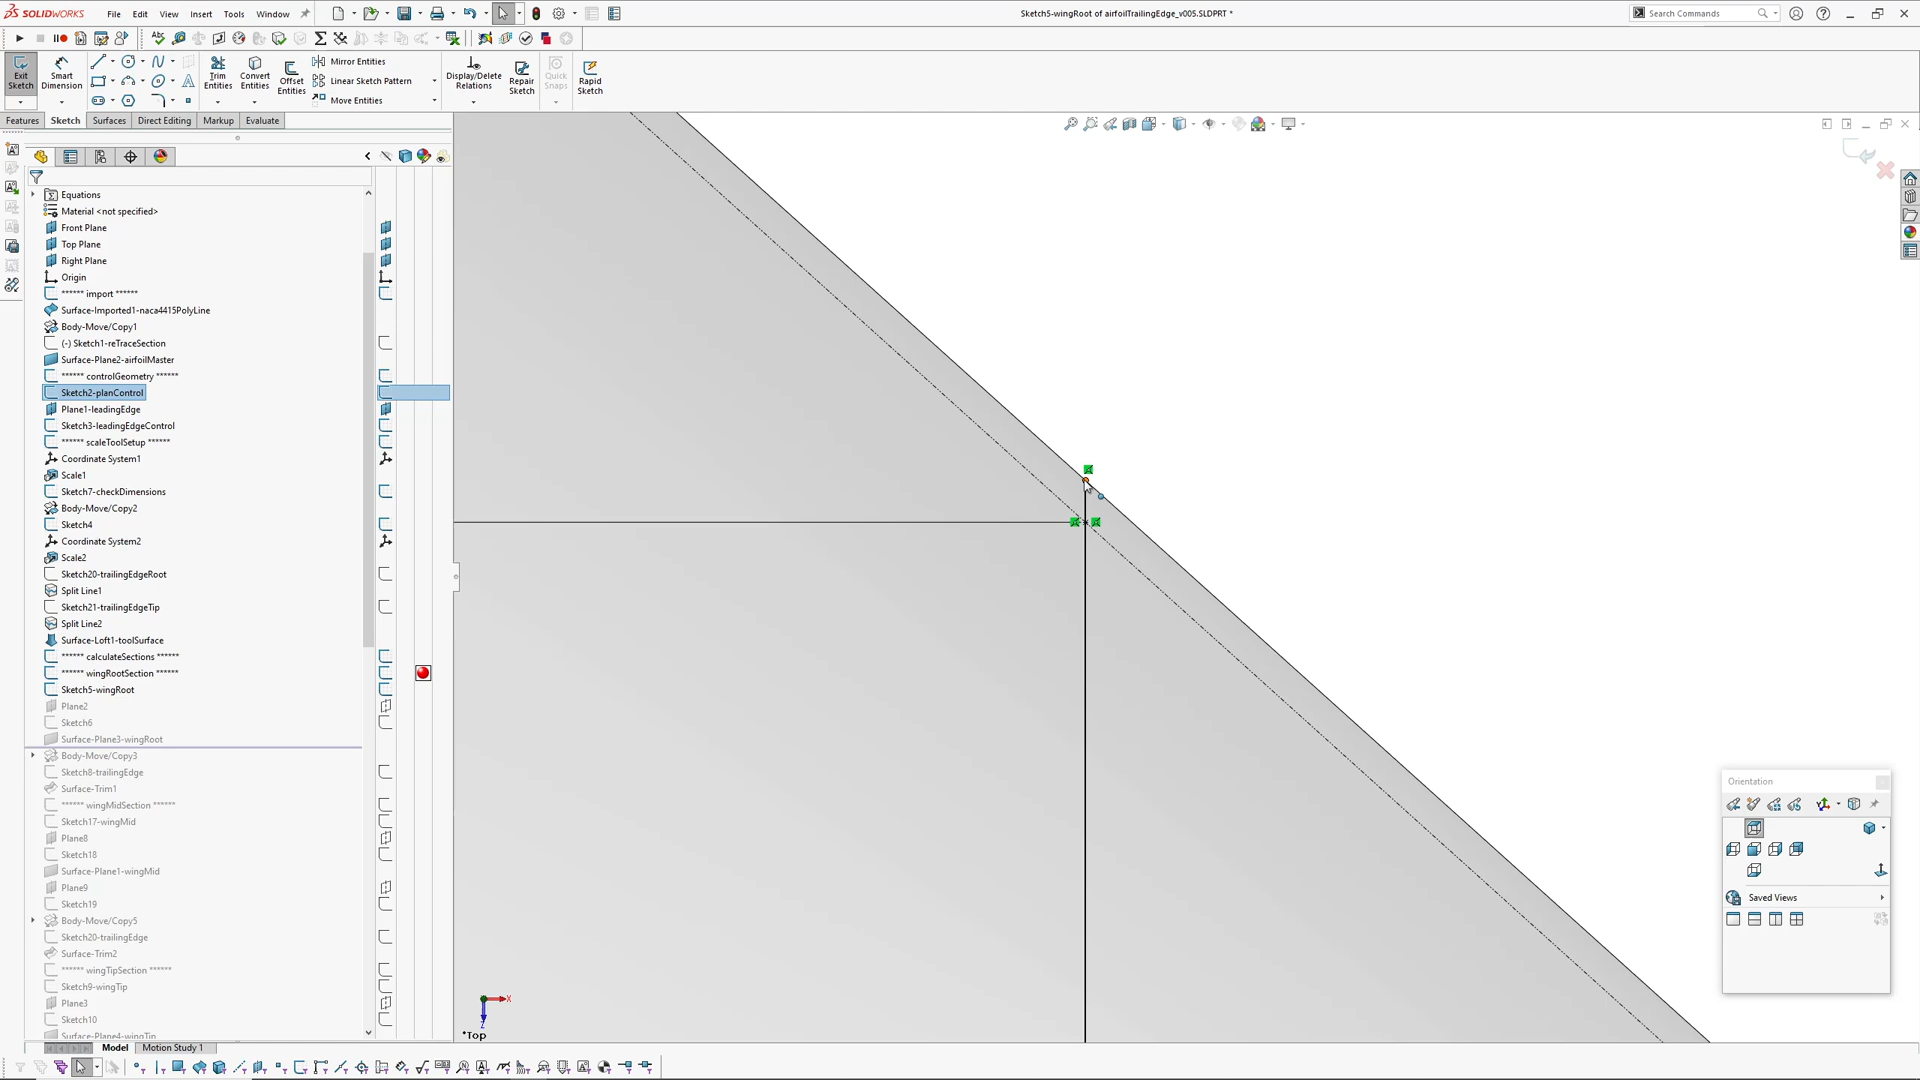 SOLIDWORKS File Edit View Insert Tools Window Sketch5-wingRoot of airfoilTrailingEdge_v005.SLDPRT * Search Commands
Exit Sketch
Smart Dimension
Trim Entities
Convert Entities
Offset Entities
Mirror Entities
Linear Sketch Pattern
Move Entities
Display/Delete Relations
Repair Sketch
Quick Snaps
Rapid Sketch
Features Sketch Surfaces Direct Editing Markup Evaluate
Equations
Material <not specified>
Front Plane
Top Plane
Right Plane
Origin
****** import ******
Surface-Imported1-naca4415PolyLine
Body-Move/Copy1
(-) Sketch1-reTraceSection
Surface-Plane2-airfoilMaster
****** controlGeometry ******
Sketch2-planControl
Plane1-leadingEdge
Sketch3-leadingEdgeControl
****** scaleToolSetup ******
Coordinate System1
Scale1
Sketch7-checkDimensions
Body-Move/Copy2
Sketch4
Coordinate System2
Scale2
Sketch20-trailingEdgeRoot
Split Line1
Sketch21-trailingEdgeTip
Split Line2
Surface-Loft1-toolSurface
****** calculateSections ******
****** wingRootSection ******
Sketch5-wingRoot
Plane2
Sketch6
Surface-Plane3-wingRoot
Body-Move/Copy3
Sketch8-trailingEdge
Surface-Trim1
****** wingMidSection ******
Sketch17-wingMid
Plane8
Sketch18
Surface-Plane1-wingMid
Plane9
Sketch19
Body-Move/Copy5
Sketch20-trailingEdge
Surface-Trim2
****** wingTipSection ******
Sketch9-wingTip
Plane3
Sketch10
Surface-Plane4-wingTip
Orientation
Saved Views
X
Z
*Top
Model Motion Study 1